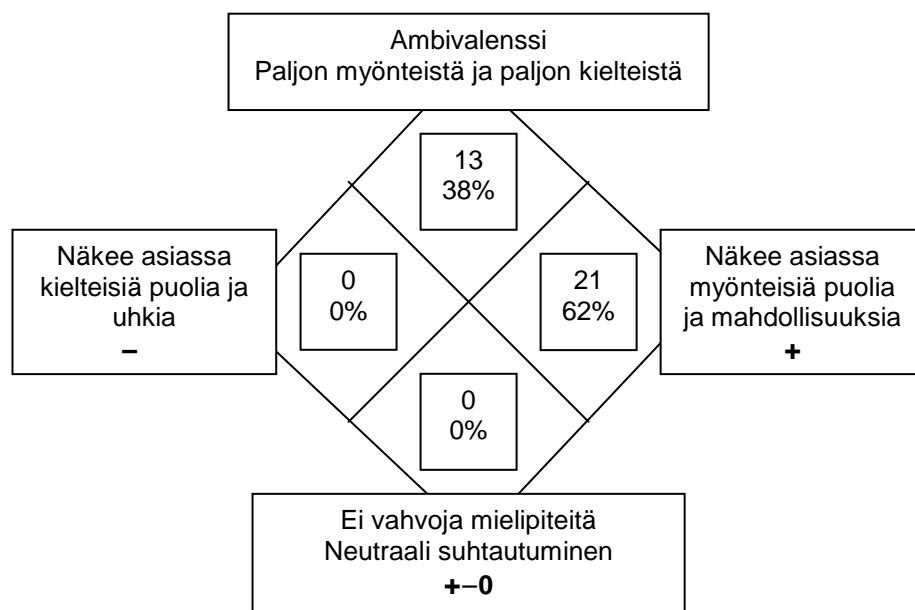 Ambivalenssi
Paljon myönteistä ja paljon kielteistä
13
38%
Näkee asiassa
kielteisiä puolia ja
uhkia
–
0
0%
21
62%
Näkee asiassa
myönteisiä puolia
ja mahdollisuuksia
+
0
0%
Ei vahvoja mielipiteitä
Neutraali suhtautuminen
+–0